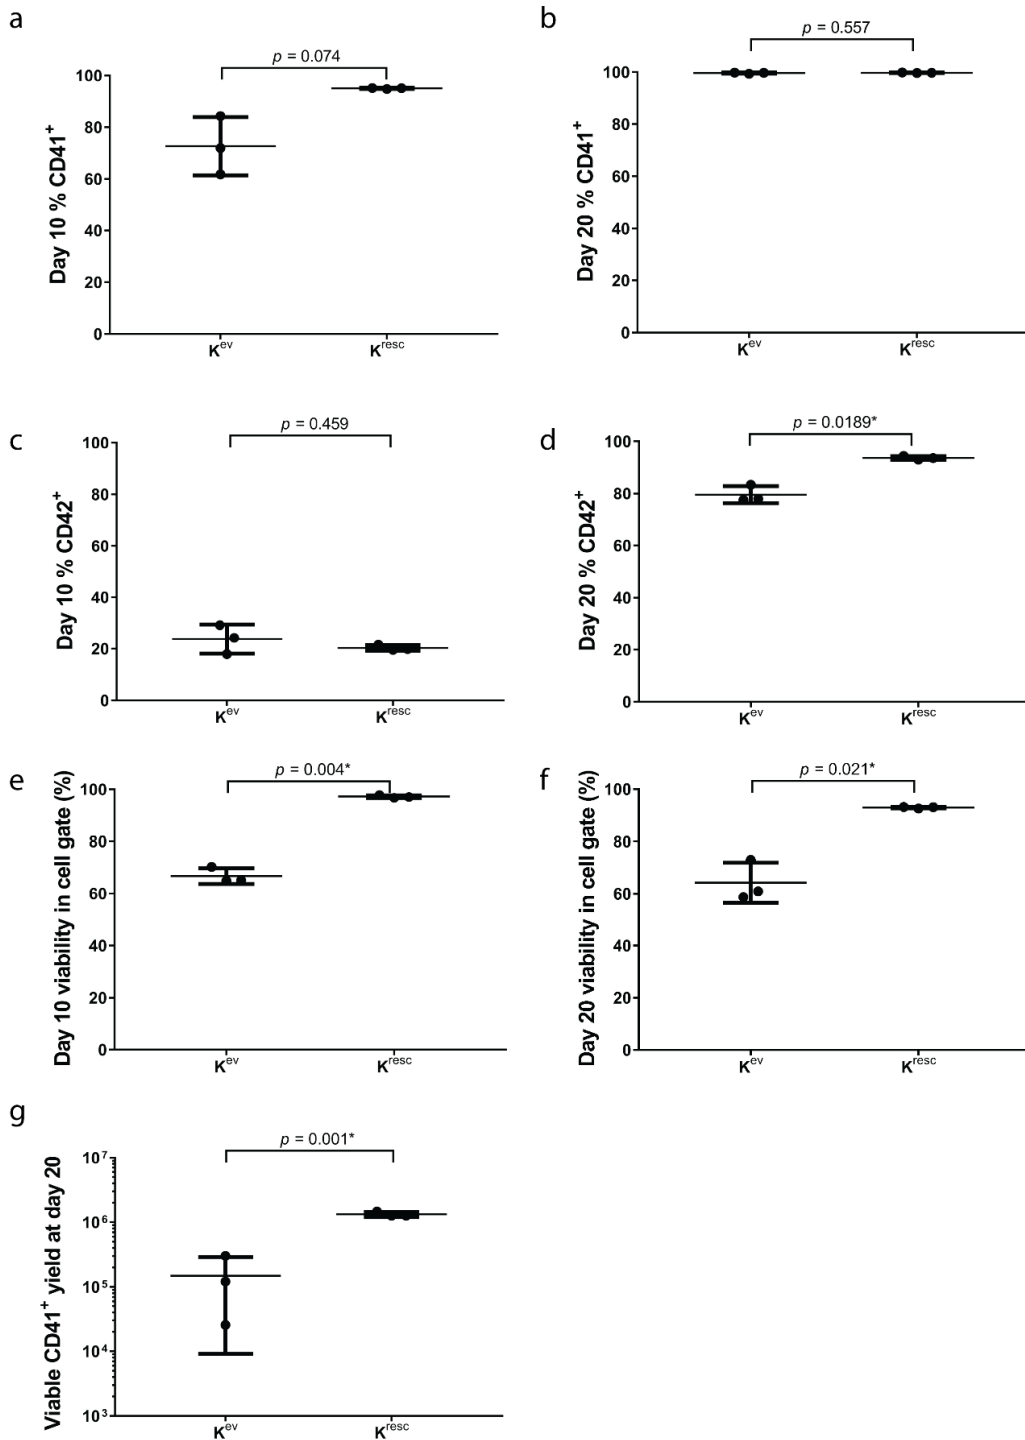 a
p = 0.074
Day 10 % CD41+
100
80
60
40
20
0
Kev
Kresc
b
p = 0.557
Day 20 % CD41+
100
80
60
40
20
0
Kev
Kresc
c
p = 0.459
Day 10 % CD42+
100
80
60
40
20
0
Kev
Kresc
d
p = 0.0189*
Day 20 % CD42+
100
80
60
40
20
0
Kev
Kresc
e
p = 0.004*
Day 10 viability in cell gate (%)
100
80
60
40
20
0
Kev
Kresc
f
p = 0.021*
Day 20 viability in cell gate (%)
100
80
60
40
20
0
Kev
Kresc
g
p = 0.001*
Viable CD41+ yield at day 20
10⁷
10⁶
10⁵
10⁴
10³
Kev
Kresc